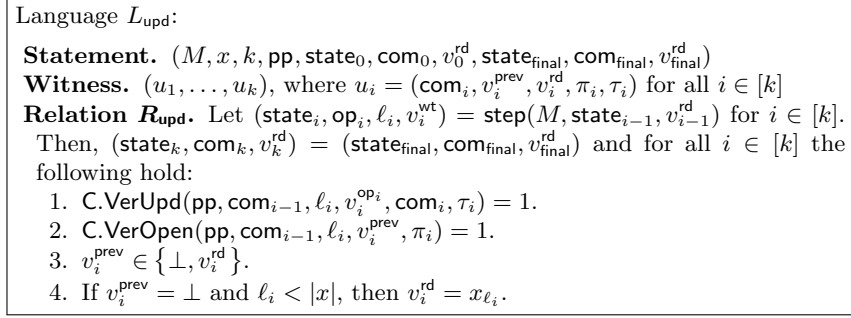 Language L_upd:
Statement. (M, x, k, pp, state_0, com_0, v_0^rd, state_final, com_final, v_final^rd)
Witness. (u_1, . . . , u_k), where u_i = (com_i, v_i^prev, v_i^rd, π_i, τ_i) for all i ∈ [k]
Relation R_upd. Let (state_i, op_i, ℓ_i, v_i^wt) = step(M, state_{i−1}, v_{i−1}^rd) for i ∈ [k].
Then, (state_k, com_k, v_k^rd) = (state_final, com_final, v_final^rd) and for all i ∈ [k] the
following hold:
1. C.VerUpd(pp, com_{i−1}, ℓ_i, v_i^{op_i}, com_i, τ_i) = 1.
2. C.VerOpen(pp, com_{i−1}, ℓ_i, v_i^prev, π_i) = 1.
3. v_i^prev ∈ {⊥, v_i^rd}.
4. If v_i^prev = ⊥ and ℓ_i < |x|, then v_i^rd = x_{ℓ_i}.